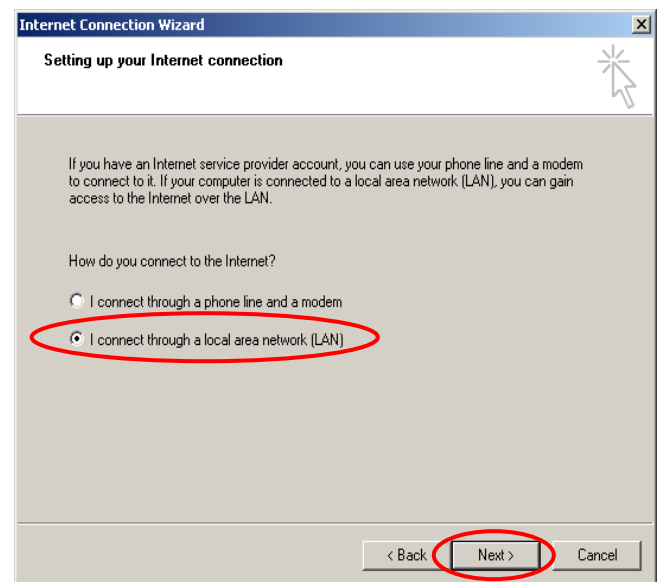 Internet Connection Wizard
Setting up your Internet connection
If you have an Internet service provider account, you can use your phone line and a modem
to connect to it. If your computer is connected to a local area network (LAN), you can gain
access to the Internet over the LAN.
How do you connect to the Internet?
I connect through a phone line and a modem
I connect through a local area network (LAN)
< Back Next > Cancel